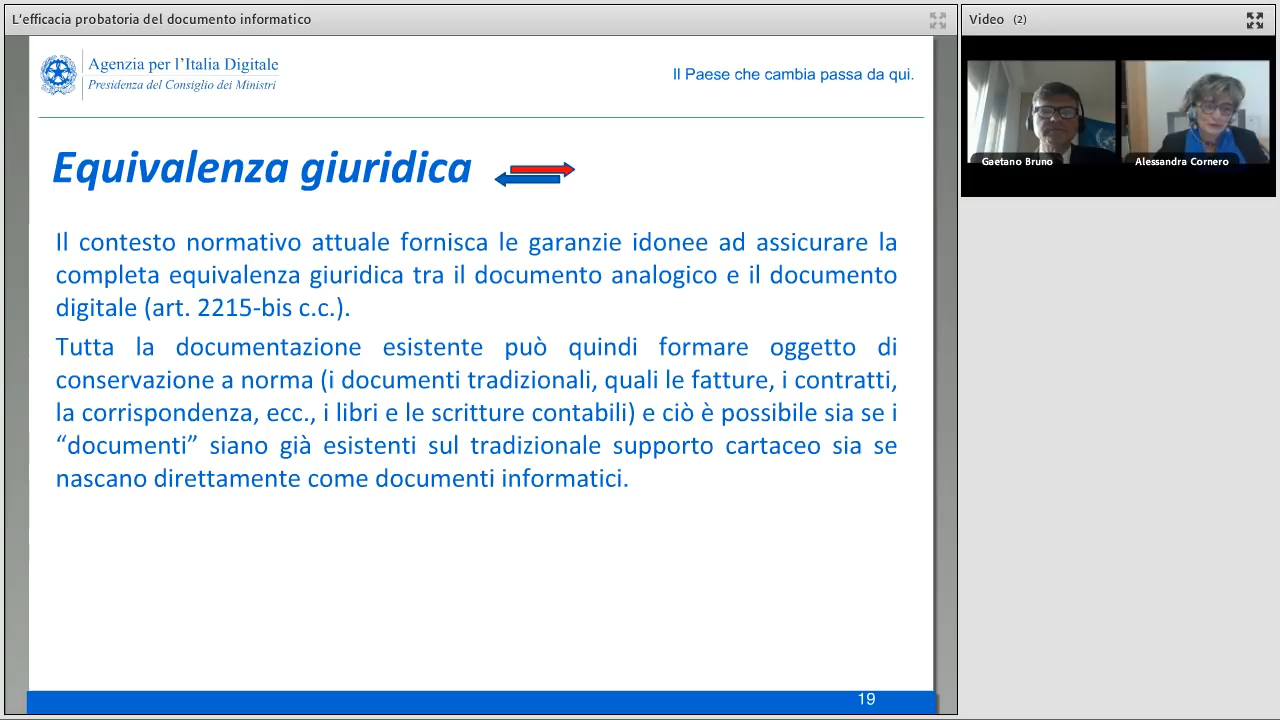 L'efficacia probatoria del documento informatico
Video (2)
Agenzia per l'Italia Digitale
Presidenza del Consiglio dei Ministri
Il Paese che cambia passa da qui.
Gaetano Bruno
Alessandra Cornero
Equivalenza giuridica
Il contesto normativo attuale fornisca le garanzie idonee ad assicurare la
completa equivalenza giuridica tra il documento analogico e il documento
digitale (art. 2215-bis c.c.).
Tutta la documentazione esistente può quindi formare oggetto di
conservazione a norma (i documenti tradizionali, quali le fatture, i contratti,
la corrispondenza, ecc., i libri e le scritture contabili) e ciò è possibile sia se i
“documenti” siano già esistenti sul tradizionale supporto cartaceo sia se
nascano direttamente come documenti informatici.
19